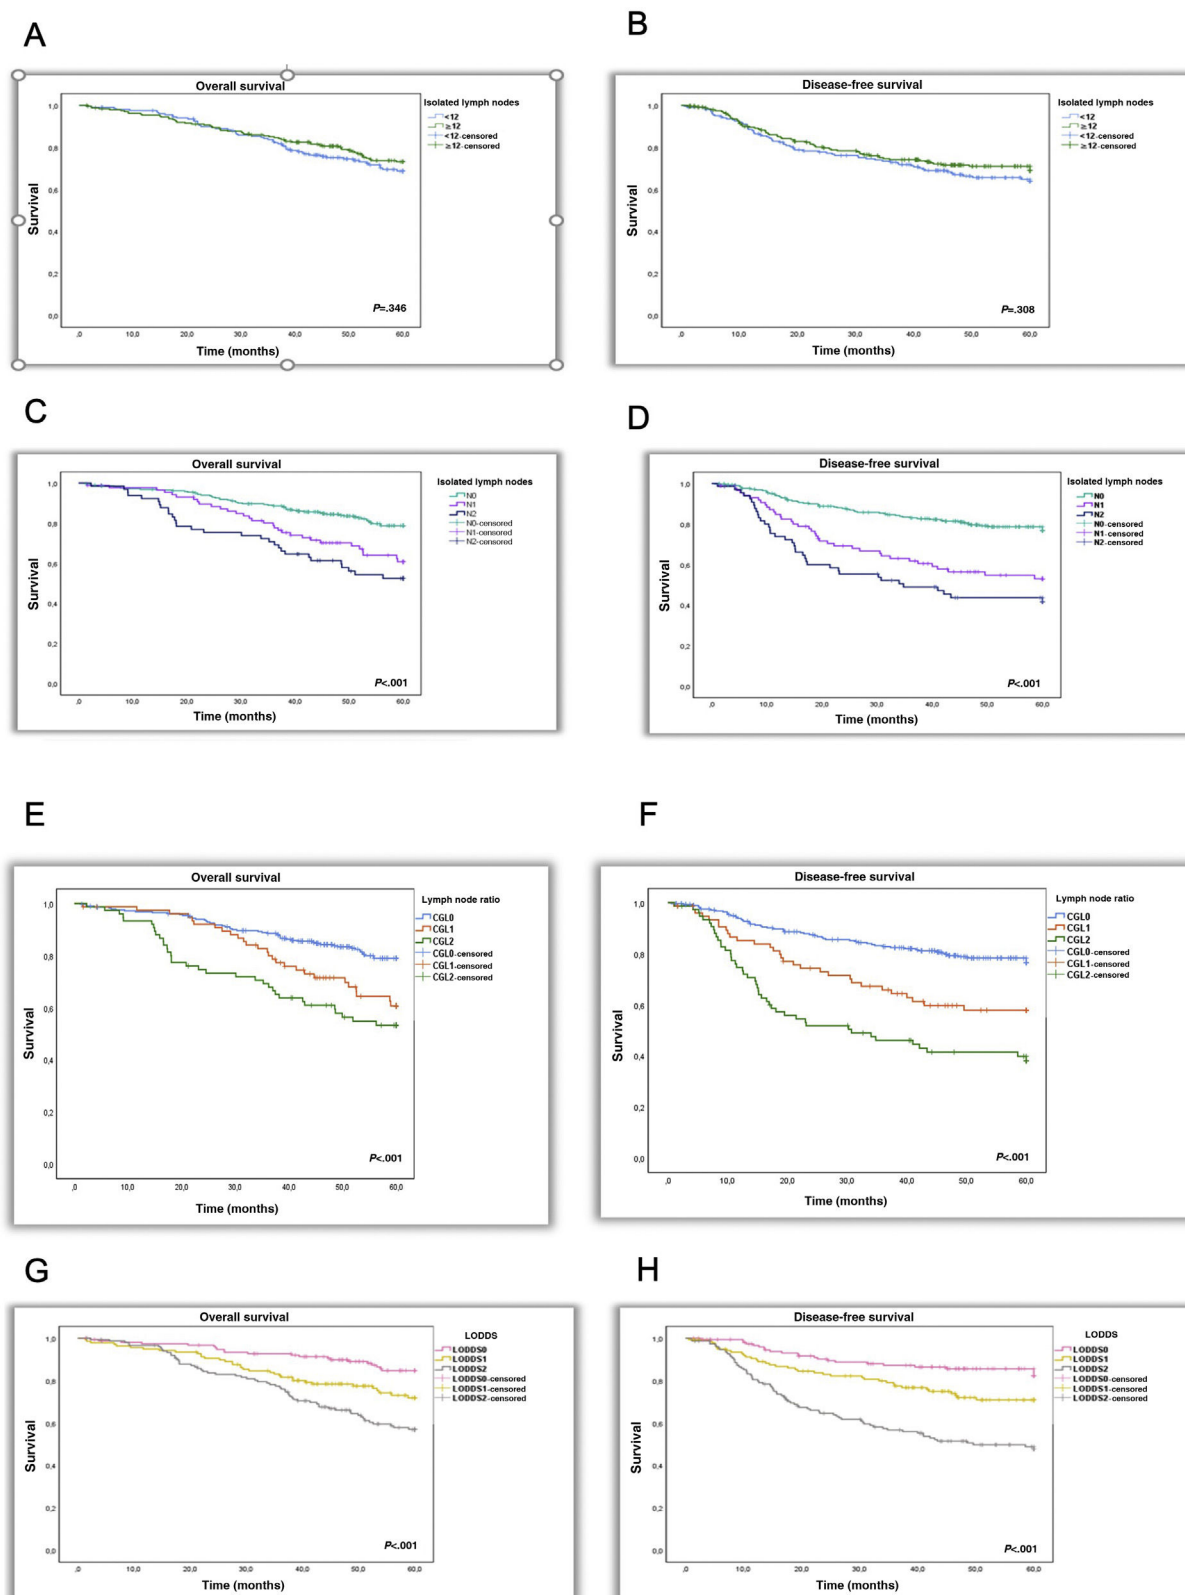 A
Overall survival
Isolated lymph nodes
<12
≥12
<12-censored
≥12-censored
1,0
0,8
0,6
0,4
0,2
0,0
Survival
P=.346
,0 10,0 20,0 30,0 40,0 50,0 60,0
Time (months)
B
Disease-free survival
Isolated lymph nodes
<12
≥12
<12-censored
≥12-censored
1,0
0,8
0,6
0,4
0,2
0,0
Survival
P=.308
,0 10,0 20,0 30,0 40,0 50,0 60,0
Time (months)
C
Overall survival
Isolated lymph nodes
N0
N1
N2
N0-censored
N1-censored
N2-censored
1,0
0,8
0,6
0,4
0,2
0,0
Survival
P<.001
,0 10,0 20,0 30,0 40,0 50,0 60,0
Time (months)
D
Disease-free survival
Isolated lymph nodes
N0
N1
N2
N0-censored
N1-censored
N2-censored
1,0
0,8
0,6
0,4
0,2
0,0
Survival
P<.001
,0 10,0 20,0 30,0 40,0 50,0 60,0
Time (months)
E
Overall survival
Lymph node ratio
CGL0
CGL1
CGL2
CGL0-censored
CGL1-censored
CGL2-censored
1,0
0,8
0,6
0,4
0,2
0,0
Survival
P<.001
,0 10,0 20,0 30,0 40,0 50,0 60,0
Time (months)
F
Disease-free survival
Lymph node ratio
CGL0
CGL1
CGL2
CGL0-censored
CGL1-censored
CGL2-censored
1,0
0,8
0,6
0,4
0,2
0,0
Survival
P<.001
,0 10,0 20,0 30,0 40,0 50,0 60,0
Time (months)
G
Overall survival
LODDS
LODDS0
LODDS1
LODDS2
LODDS0-censored
LODDS1-censored
LODDS2-censored
1,0
0,8
0,6
0,4
0,2
0,0
Survival
P<.001
,0 10,0 20,0 30,0 40,0 50,0 60,0
Time (months)
H
Disease-free survival
LODDS
LODDS0
LODDS1
LODDS2
LODDS0-censored
LODDS1-censored
LODDS2-censored
1,0
0,8
0,6
0,4
0,2
0,0
Survival
P<.001
,0 10,0 20,0 30,0 40,0 50,0 60,0
Time (months)